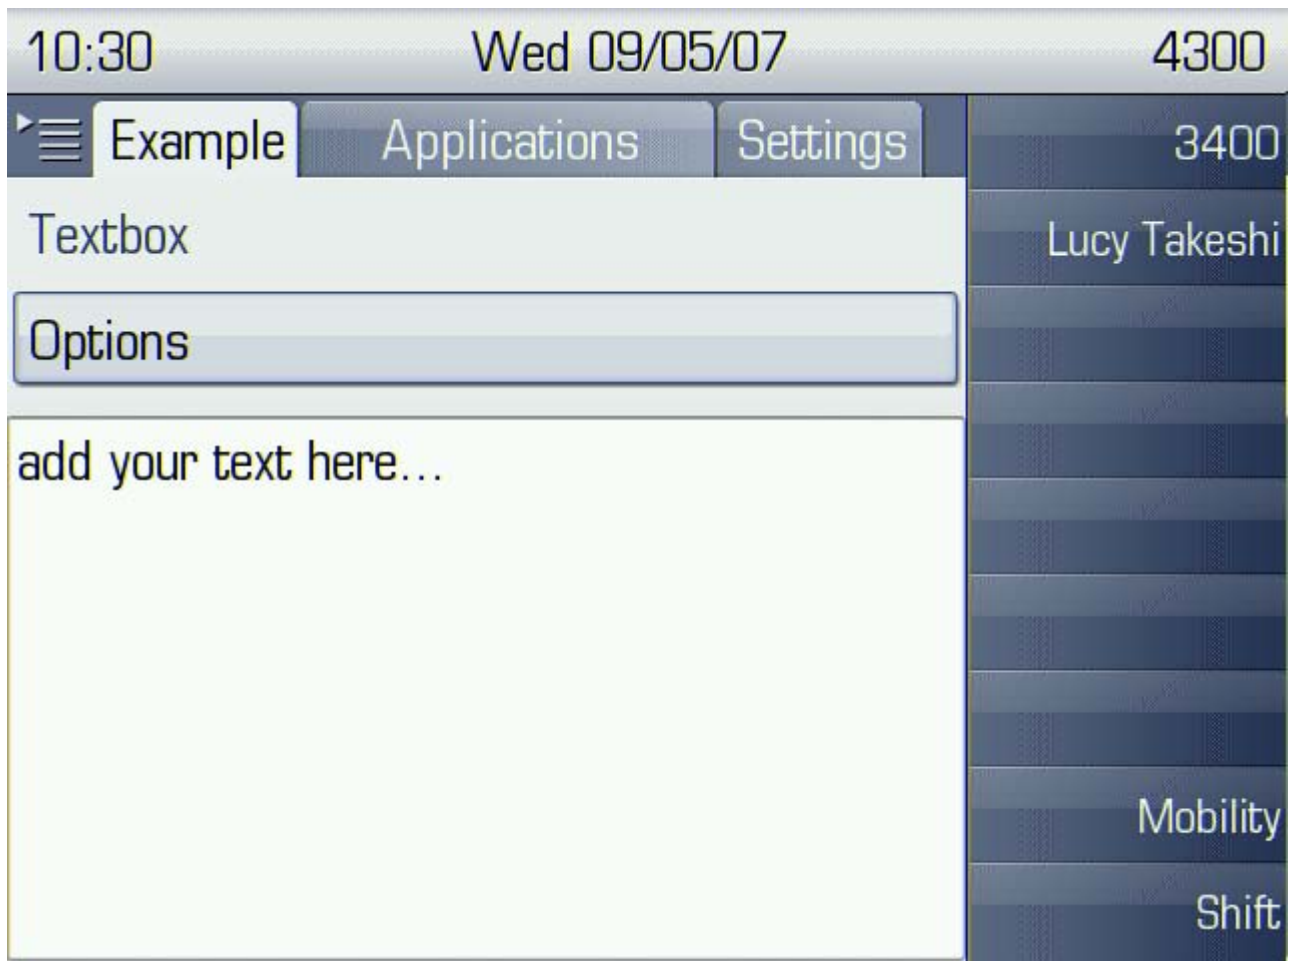 10:30 Wed 09/05/07 4300
Example Applications Settings
3400
Textbox
Lucy Takeshi
Options
add your text here...
Mobility
Shift